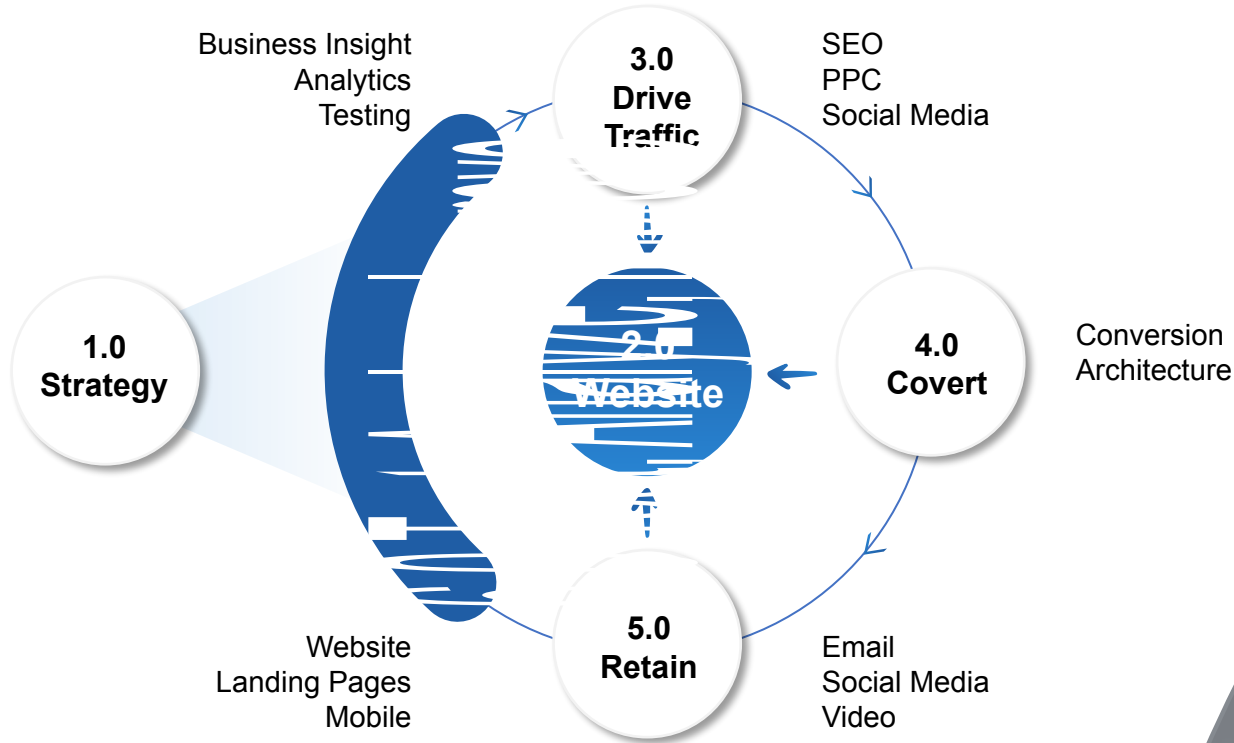 Business Insight
Analytics
Testing
3.0
Drive
Traffic
SEO
PPC
Social Media
1.0
Strategy
2.0
Website
4.0
Covert
Conversion
Architecture
Website
Landing Pages
Mobile
5.0
Retain
Email
Social Media
Video